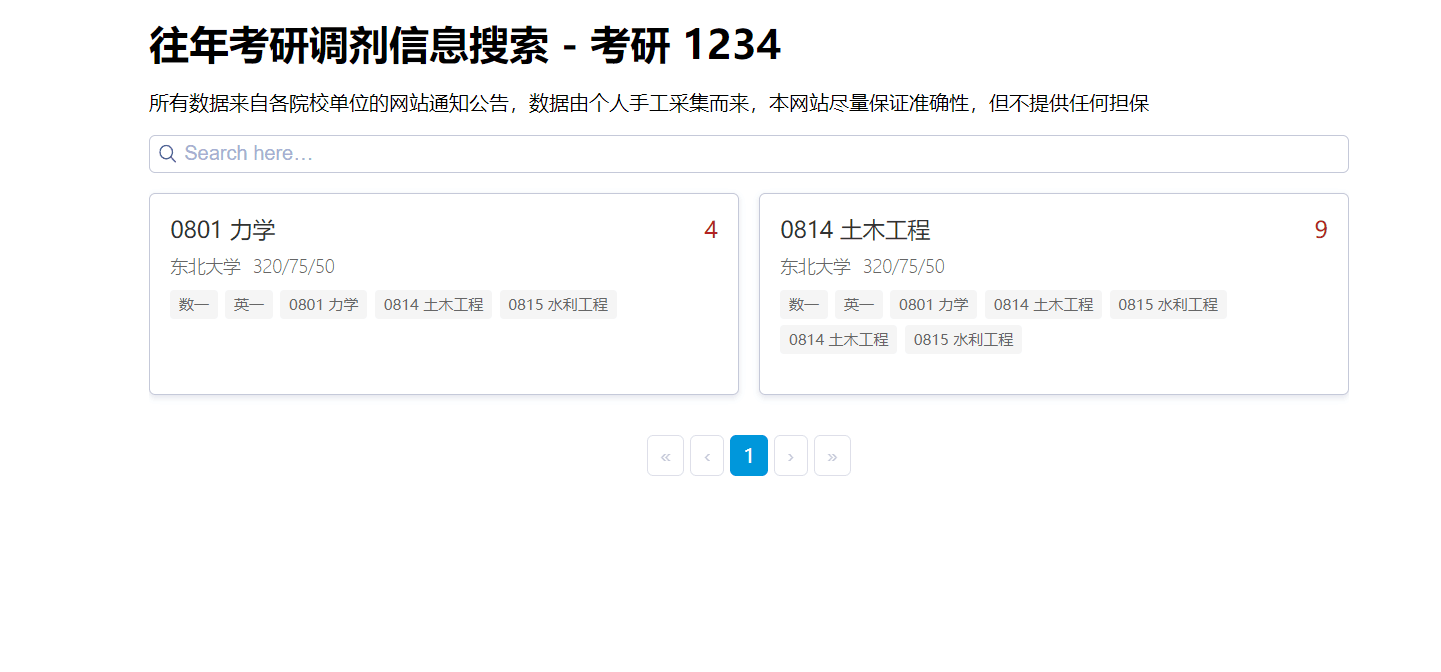 往年考研调剂信息搜索 - 考研 1234
所有数据来自各院校单位的网站通知公告，数据由个人手工采集而来，本网站尽量保证准确性，但不提供任何担保
Search here…
0801 力学 4
东北大学 320/75/50
数一 英一 0801 力学 0814 土木工程 0815 水利工程
0814 土木工程 9
东北大学 320/75/50
数一 英一 0801 力学 0814 土木工程 0815 水利工程
0814 土木工程 0815 水利工程
« ‹ 1 › »